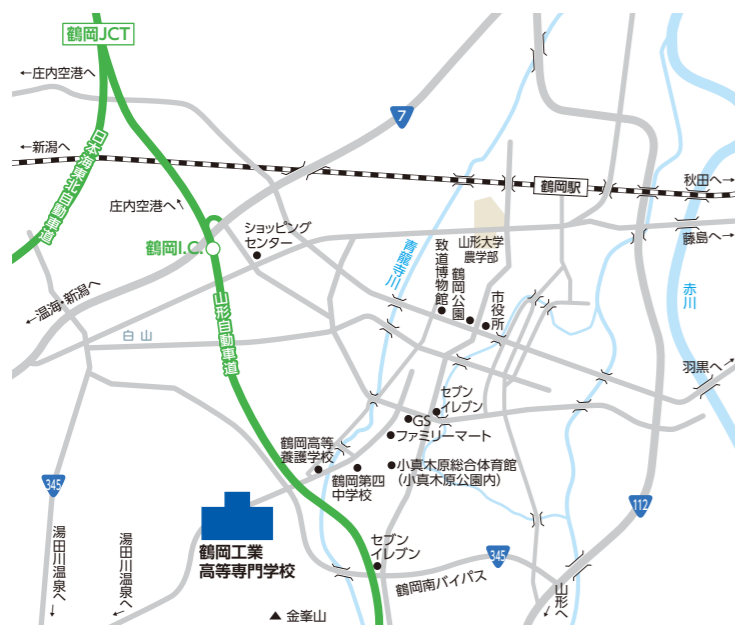 鶴岡JCT
←庄内空港へ
7
←新潟へ
日本海東北自動車道
鶴岡駅
秋田へ→
庄内空港へ
ショッピング
センター
鶴岡I.C.
山形大学
農学部
藤島へ→
青龍寺川
致道博物館
鶴岡公園
市役所
赤川
←温海・新潟へ
白山
山形自動車道
羽黒へ
セブン
イレブン
GS
ファミリーマート
鶴岡高等
養護学校
鶴岡第四
中学校
小真木原総合体育館
（小真木原公園内）
345
112
湯田川温泉へ
湯田川温泉へ
鶴岡工業
高等専門学校
セブン
イレブン
345
鶴岡南バイパス
山形へ
▲ 金峯山